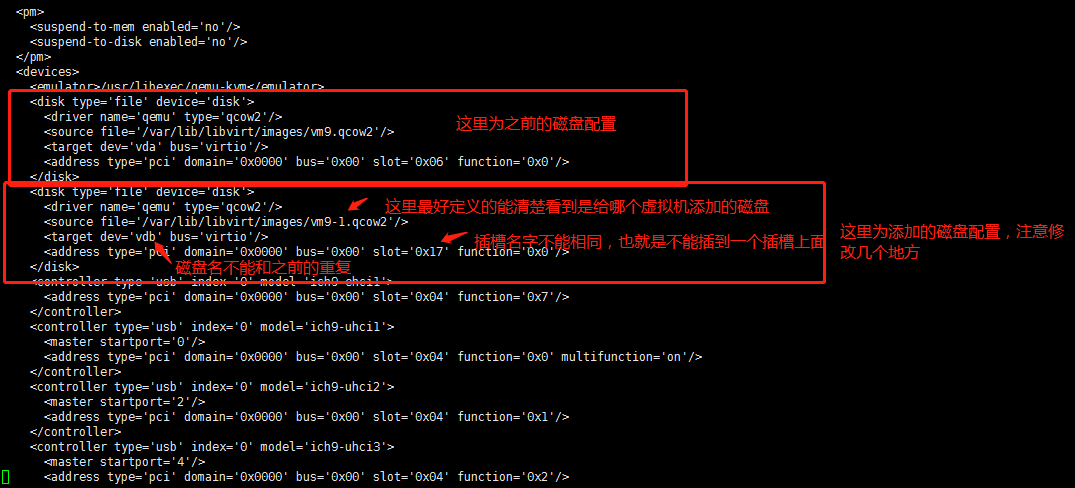 <pm>
<suspend-to-mem enabled='no'/>
<suspend-to-disk enabled='no'/>
</pm>
<devices>
<emulator>/usr/libexec/qemu-kvm</emulator>
<disk type='file' device='disk'>
<driver name='qemu' type='qcow2'/>
这里为之前的磁盘配置
<source file='/var/lib/libvirt/images/vm9.qcow2'/>
<target dev='vda' bus='virtio'/>
<address type='pci' domain='0x0000' bus='0x00' slot='0x06' function='0x0'/>
</disk>
<disk type='file' device='disk'>
<driver name='qemu' type='qcow2'/>
这里最好定义的能清楚看到是给哪个虚拟机添加的磁盘
<source file='/var/lib/libvirt/images/vm9-1.qcow2'/>
<target dev='vdb' bus='virtio'/>
插槽名字不能相同，也就是不能插到一个插槽上面
这里为添加的磁盘配置，注意修
改几个地方
<address type='pci' domain='0x0000' bus='0x00' slot='0x17' function='0x0'/>
</disk>
磁盘名不能和之前的重复
<controller type='usb' index='0' model='ich9-ehci1'>
<address type='pci' domain='0x0000' bus='0x00' slot='0x04' function='0x7'/>
</controller>
<controller type='usb' index='0' model='ich9-uhci1'>
<master startport='0'/>
<address type='pci' domain='0x0000' bus='0x00' slot='0x04' function='0x0' multifunction='on'/>
</controller>
<controller type='usb' index='0' model='ich9-uhci2'>
<master startport='2'/>
<address type='pci' domain='0x0000' bus='0x00' slot='0x04' function='0x1'/>
</controller>
<controller type='usb' index='0' model='ich9-uhci3'>
<master startport='4'/>
<address type='pci' domain='0x0000' bus='0x00' slot='0x04' function='0x2'/>